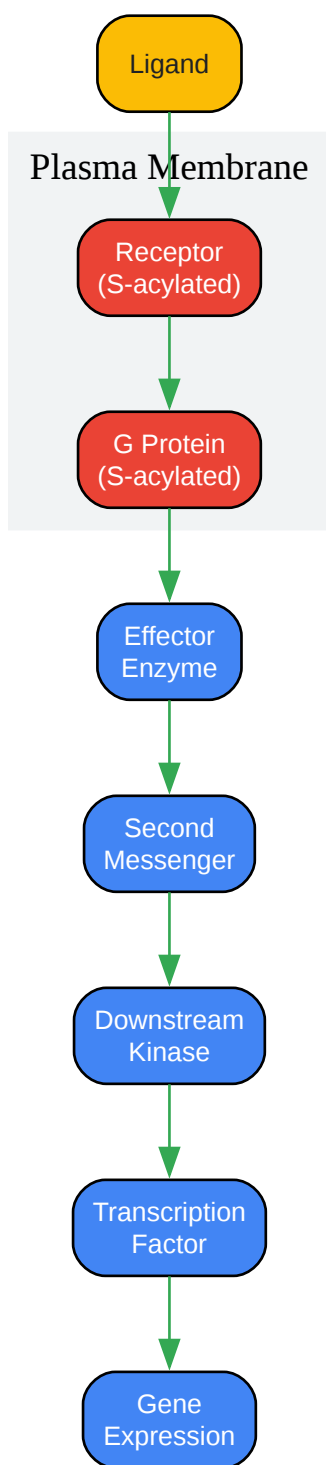 Ligand
Plasma Membrane
Receptor
(S-acylated)
G Protein
(S-acylated)
Effector
Enzyme
Second
Messenger
Downstream
Kinase
Transcription
Factor
Gene
Expression